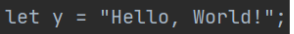 let y = "Hello, World!";